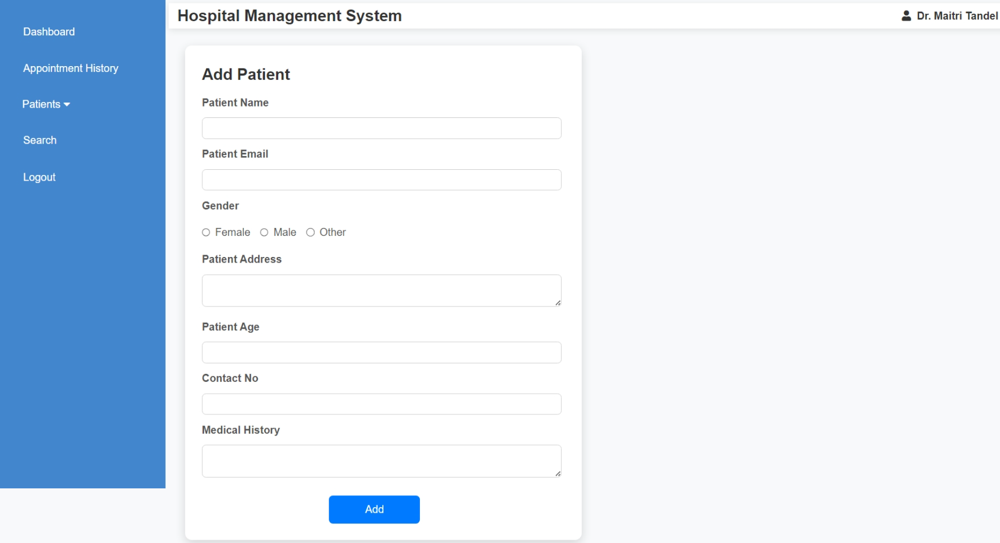 Hospital Management System
Dr. Maitri Tandel
Dashboard
Appointment History
Patients
Search
Logout
Add Patient
Patient Name
Patient Email
Gender
Female Male Other
Patient Address
Patient Age
Contact No
Medical History
Add